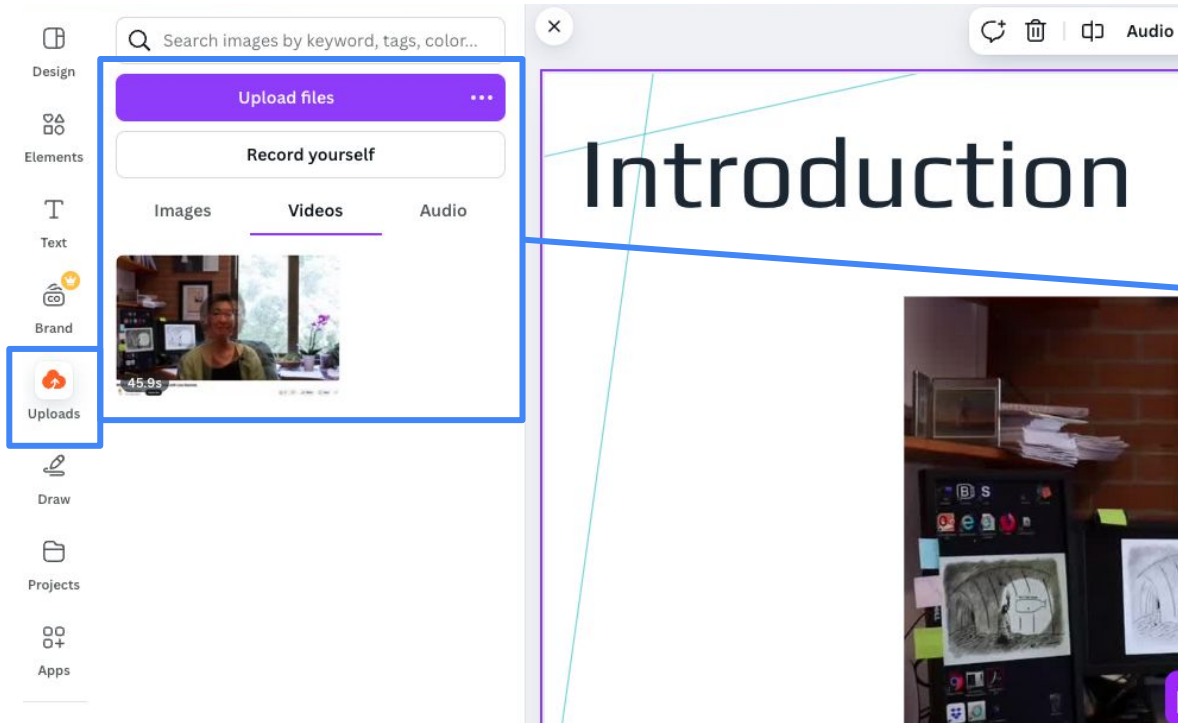 Design
Elements
Text
CO
Brand
Uploads
Draw
Projects
Apps
Search images by keyword, tags, color...
Upload files
Record yourself
Images Videos Audio
45.9s
Audio
Introduction
B S